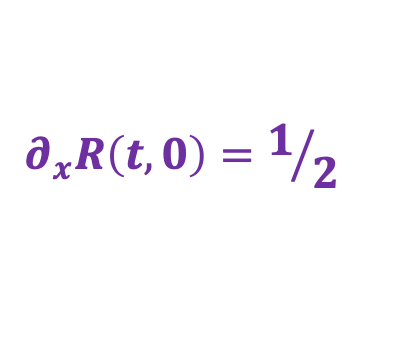 ∂ₓR(t, 0) = 1/2